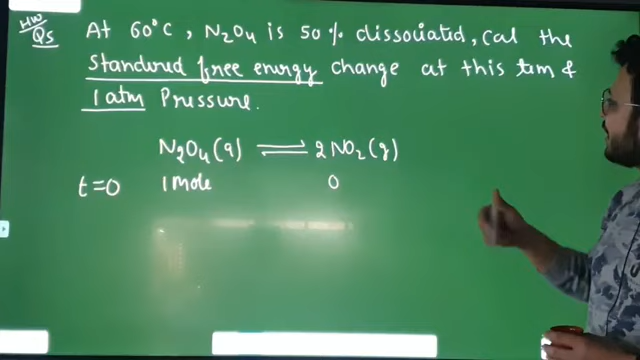 HW
Qs
At 60°C, N₂O₄ is 50% dissociated, cal the
standered free energy change at this tem &
1 atm Pressure.
N₂O₄(g) ⇌ 2NO₂(g)
t=0 1 mole 0